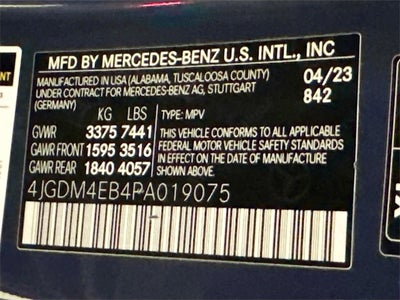 MFD BY MERCEDES-BENZ U.S. INTL., INC
MANUFACTURED IN USA (ALABAMA, TUSCALOOSA COUNTY)
UNDER CONTRACT FOR MERCEDES-BENZ AG, STUTTGART
(GERMANY)
04/23
842
KG LBS
GVWR 3375 7441
GAWR FRONT 1595 3516
GAWR REAR 1840 4057
TYPE: MPV
THIS VEHICLE CONFORMS TO ALL APPLICABLE
FEDERAL MOTOR VEHICLE SAFETY STANDARDS
IN EFFECT ON THE DATE OF MANUFACTURE
SHOWN ABOVE.
4JGDM4EB4PA019075